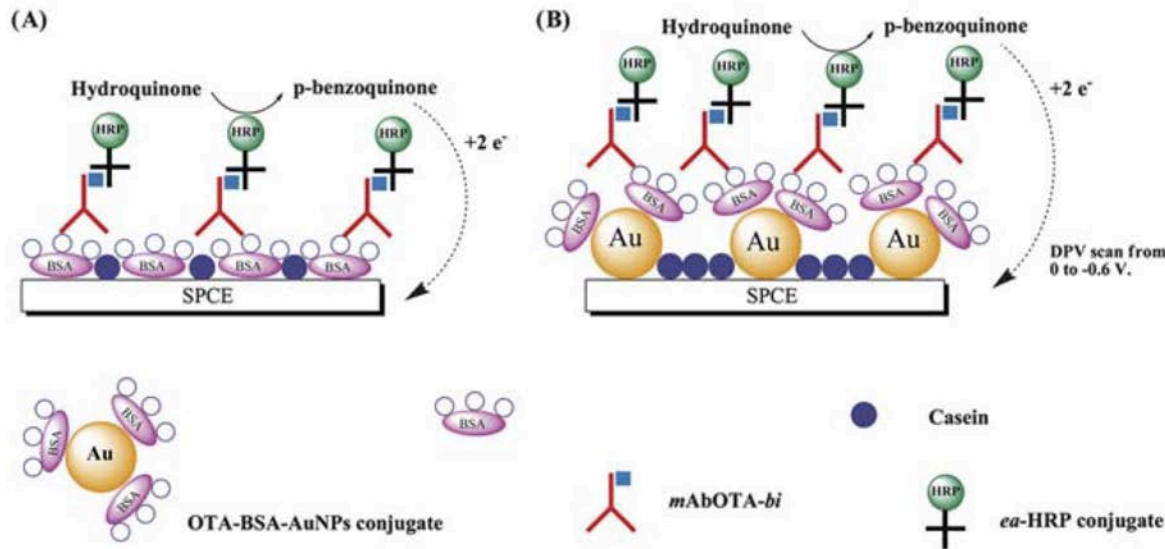 (A)
Hydroquinone
p-benzoquinone
+2 e-
HRP
HRP
HRP
BSA
BSA
BSA
BSA
SPCE
(B)
Hydroquinone
p-benzoquinone
+2 e-
HRP
HRP
HRP
HRP
BSA
BSA
BSA
BSA
BSA
BSA
Au
Au
Au
DPV scan from
0 to -0.6 V.
SPCE
BSA
BSA
Au
BSA
OTA-BSA-AuNPs conjugate
BSA
mAbOTA-bi
Casein
HRP
ea-HRP conjugate